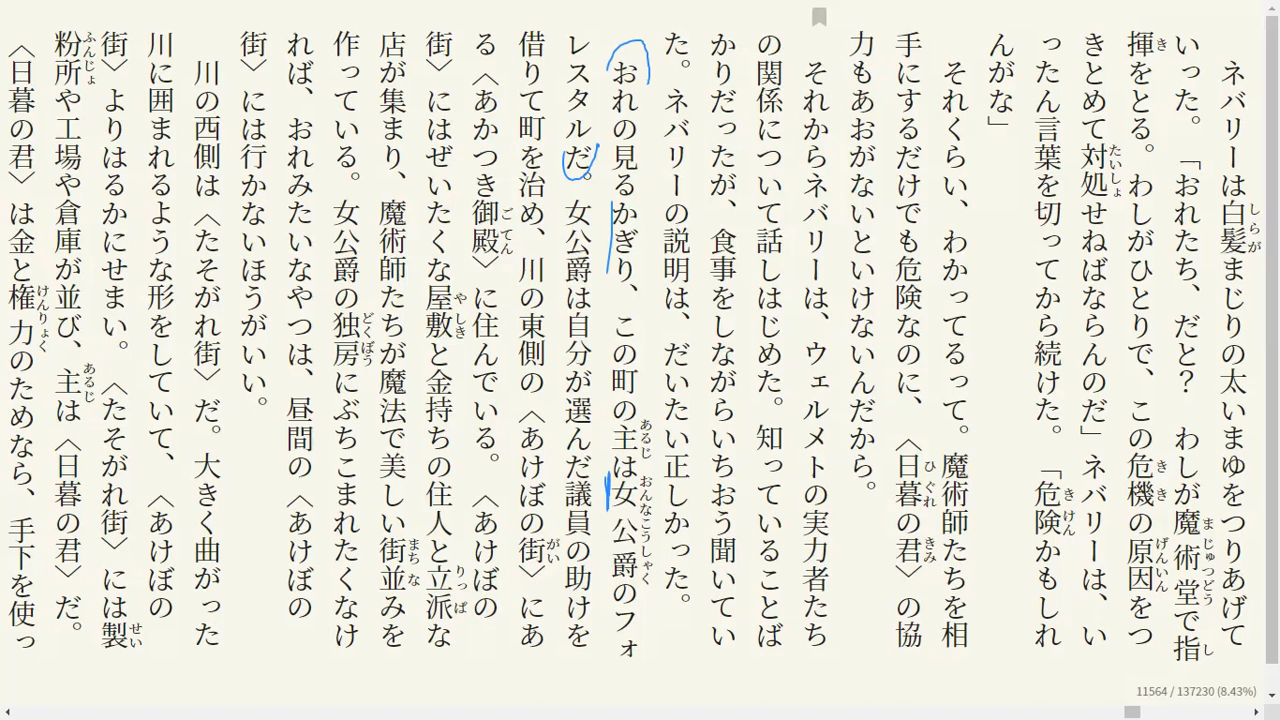 ネバリーは白髪まじりの太いまゆをつりあげて
いった。「おれたち、だと？　わしが魔術堂で指
揮をとる。わしがひとりで、この危機の原因をつ
きとめて対処せねばならんのだ」ネバリーは、い
ったん言葉を切ってから続けた。「危険かもしれ
んがな」
それくらい、わかってるって。魔術師たちを相
手にするだけでも危険なのに、〈日暮の君〉の協
力もあおがないといけないんだから。
それからネバリーは、ウェルメトの実力者たち
の関係について話しはじめた。知っていることば
かりだったが、食事をしながらいちおう聞いてい
た。ネバリーの説明は、だいたい正しかった。
おれの見るかぎり、この町の主は女公爵のフォ
レスタルだ。女公爵は自分が選んだ議員の助けを
借りて町を治め、川の東側の〈あけぼの街〉にあ
る〈あかつき御殿〉に住んでいる。〈あけぼの
街〉にはぜいたくな屋敷と金持ちの住人と立派な
店が集まり、魔術師たちが魔法で美しい街並みを
作っている。女公爵の独房にぶちこまれたくなけ
れば、おれみたいなやつは、昼間の〈あけぼの
街〉には行かないほうがいい。
川の西側は〈たそがれ街〉だ。大きく曲がった
川に囲まれるような形をしていて、〈あけぼの
街〉よりはるかにせまい。〈たそがれ街〉には製
粉所や工場や倉庫が並び、主は〈日暮の君〉だ。
〈日暮の君〉は金と権力のためなら、手下を使っ
11564 / 137230 (8.43%)